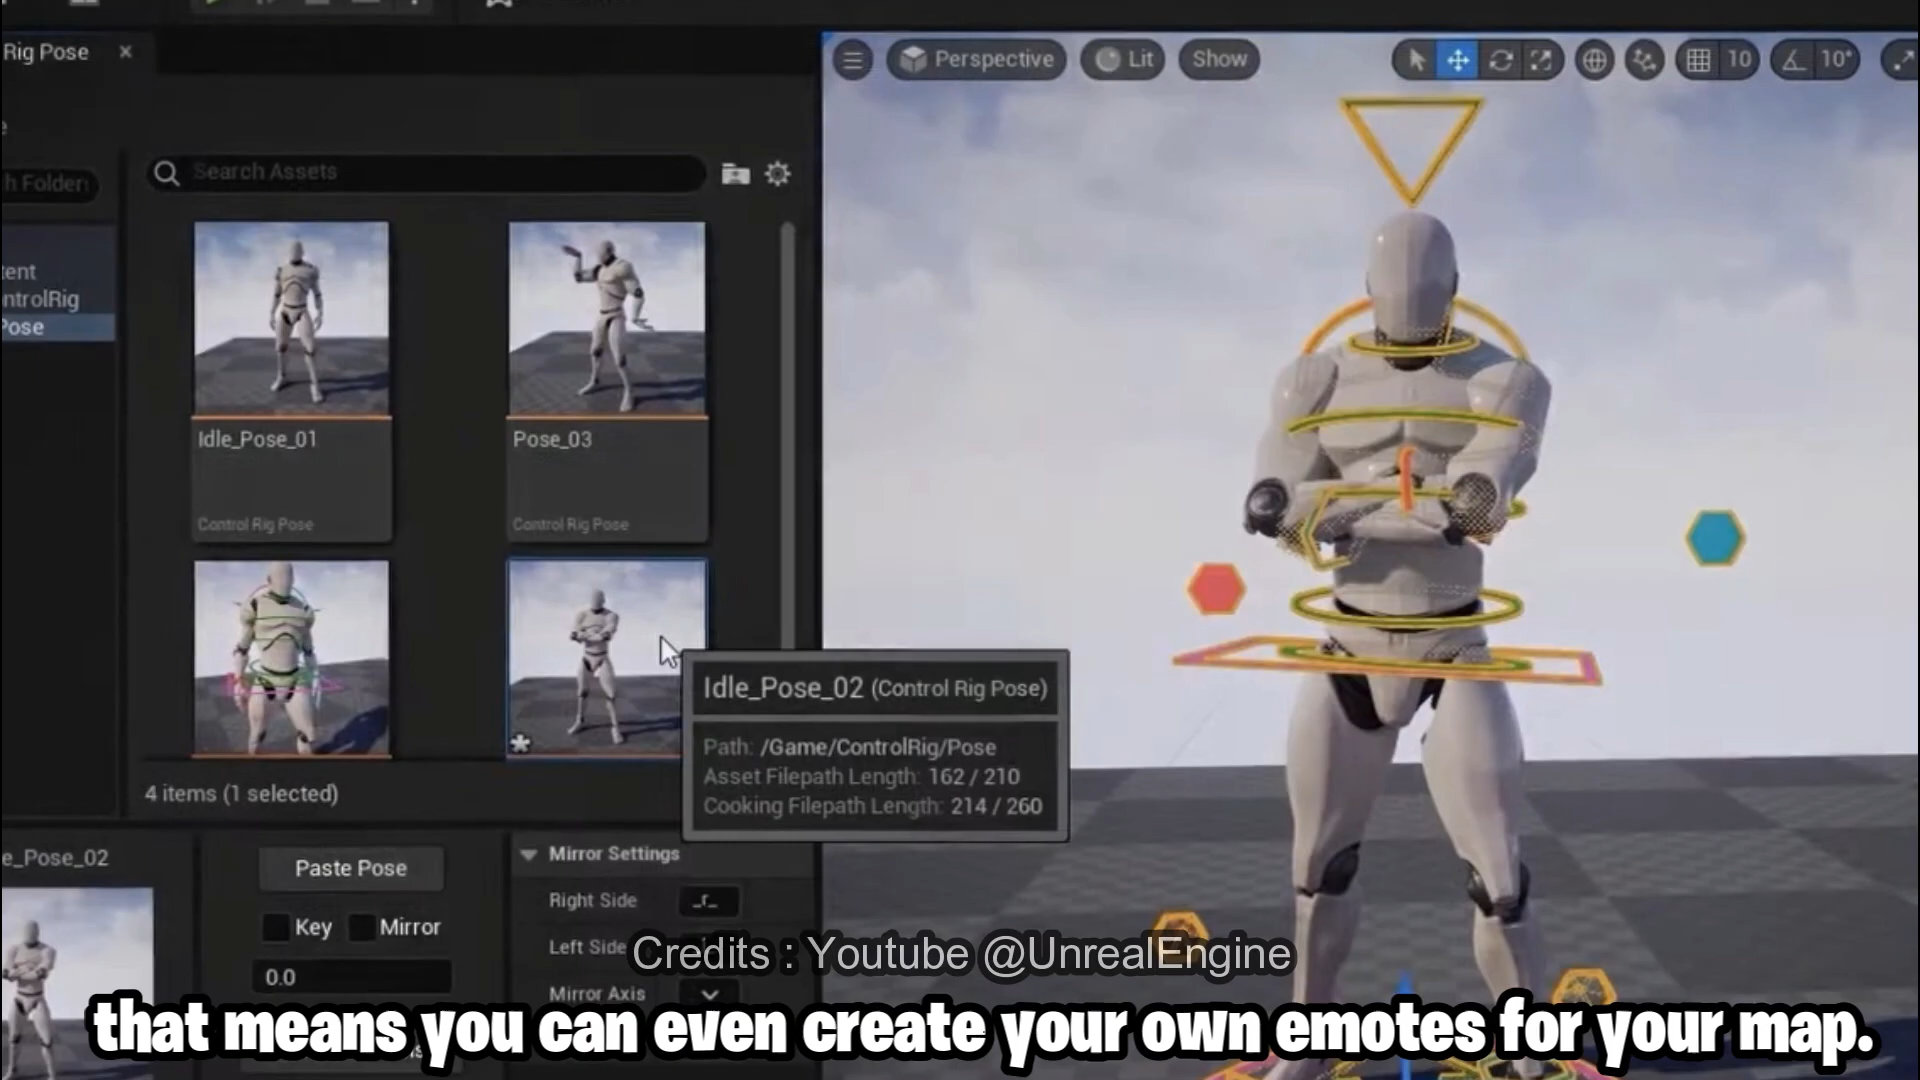 Rig Pose
Perspective
Lit
Show
10
10°
Search Assets
ControlRig
Pose
Idle_Pose_01
Control Rig Pose
Pose_03
Control Rig Pose
Idle_Pose_02 (Control Rig Pose)
Path: /Game/ControlRig/Pose
Asset Filepath Length: 162 / 210
Cooking Filepath Length: 214 / 260
4 items (1 selected)
e_Pose_02
Paste Pose
Key
Mirror
0.0
Mirror Settings
Right Side
_r_
Left Side
Mirror Axis
Credits : Youtube @UnrealEngine
that means you can even create your own emotes for your map.